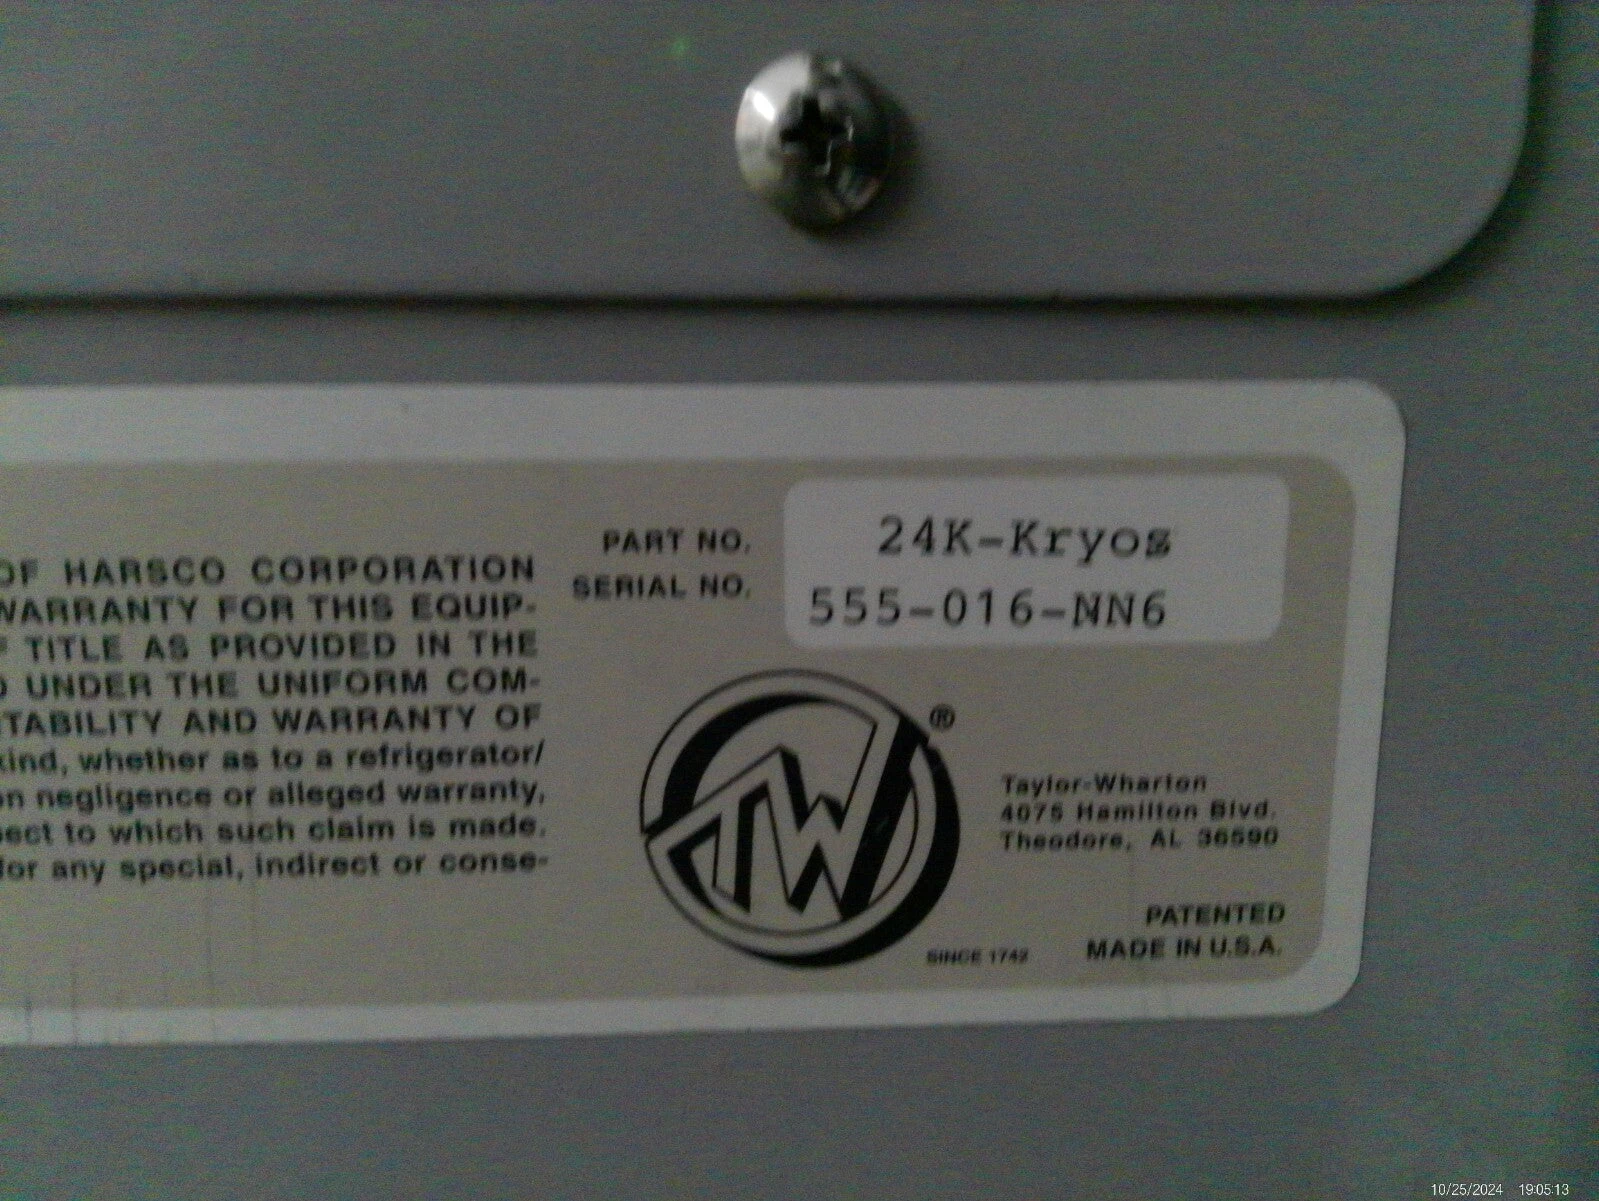 PART NO. 24K-Kryos
SERIAL NO. 555-016-NN6
OF HARSCO CORPORATION
WARRANTY FOR THIS EQUIP-
TITLE AS PROVIDED IN THE
UNDER THE UNIFORM COM-
TABILITY AND WARRANTY OF
kind, whether as to a refrigerator/
on negligence or alleged warranty,
pect to which such claim is made.
for any special, indirect or conse-
TW ®
SINCE 1742
Taylor-Wharton
4075 Hamilton Blvd.
Theodore, AL 36590
PATENTED
MADE IN U.S.A.
10/25/2024 19:05:13